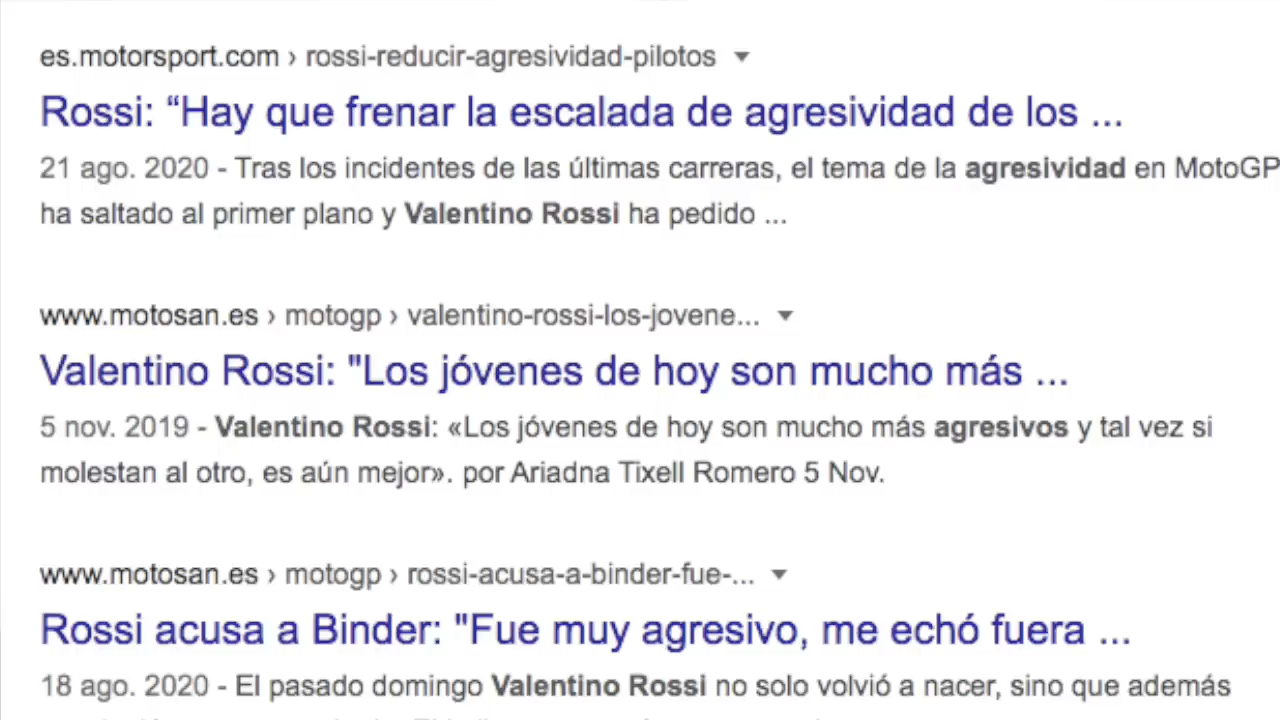 es.motorsport.com › rossi-reducir-agresividad-pilotos
Rossi: “Hay que frenar la escalada de agresividad de los ...
21 ago. 2020 - Tras los incidentes de las últimas carreras, el tema de la agresividad en MotoGP
ha saltado al primer plano y Valentino Rossi ha pedido ...
www.motosan.es › motogp › valentino-rossi-los-jovene...
Valentino Rossi: "Los jóvenes de hoy son mucho más ...
5 nov. 2019 - Valentino Rossi: «Los jóvenes de hoy son mucho más agresivos y tal vez si
molestan al otro, es aún mejor». por Ariadna Tixell Romero 5 Nov.
www.motosan.es › motogp › rossi-acusa-a-binder-fue-...
Rossi acusa a Binder: "Fue muy agresivo, me echó fuera ...
18 ago. 2020 - El pasado domingo Valentino Rossi no solo volvió a nacer, sino que además